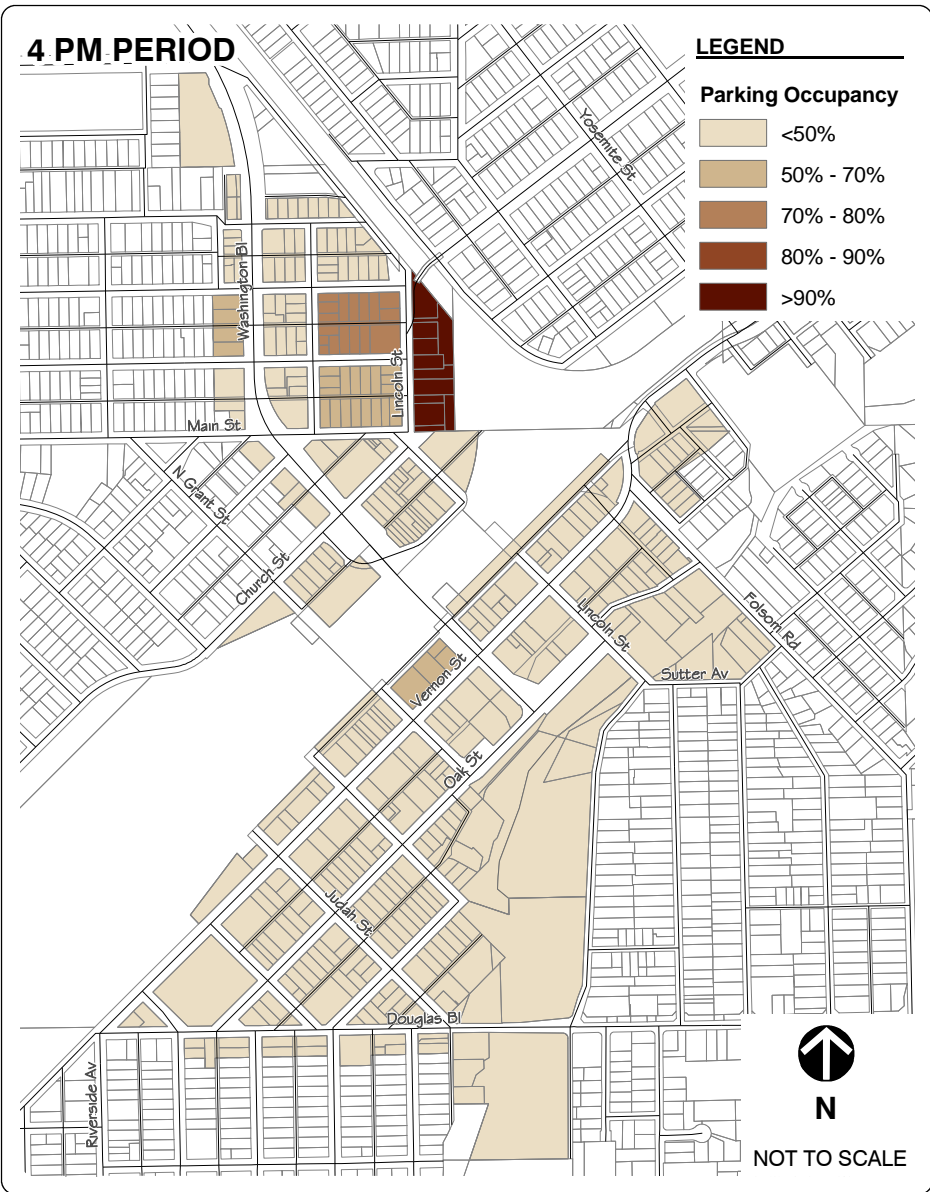 4 PM PERIOD
LEGEND
Parking Occupancy
<50%
50% - 70%
70% - 80%
80% - 90%
>90%
Yosemite St
Washington Bl
Lincoln St
Main St
N Grant St
Church St
Lincoln St
Folsom Rd
Vernon St
Sutter Av
Oak St
Judah St
Douglas Bl
Riverside Av
N
NOT TO SCALE